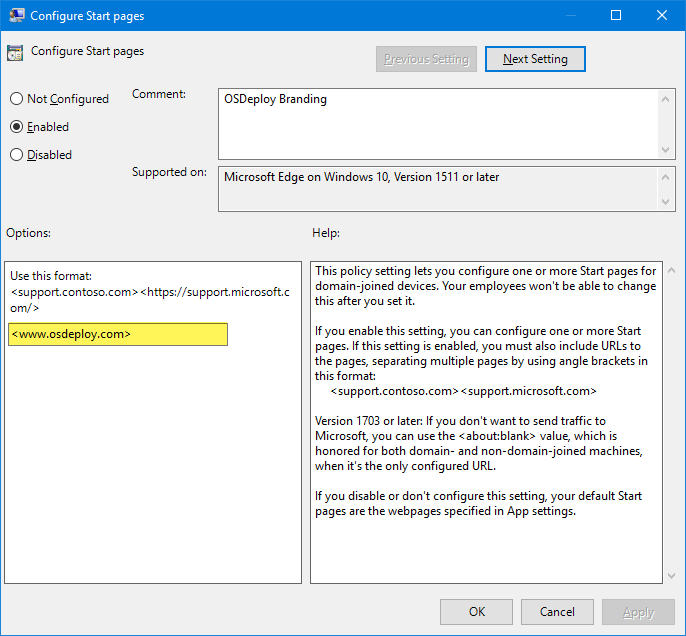 Configure Start pages
Configure Start pages
Previous Setting
Next Setting
Not Configured
Enabled
Disabled
Comment:
OSDeploy Branding
Supported on:
Microsoft Edge on Windows 10, Version 1511 or later
Options:
Help:
Use this format:
<support.contoso.com><https://support.microsoft.c
om/>
<www.osdeploy.com>
This policy setting lets you configure one or more Start pages for
domain-joined devices. Your employees won't be able to change
this after you set it.
If you enable this setting, you can configure one or more Start
pages. If this setting is enabled, you must also include URLs to
the pages, separating multiple pages by using angle brackets in
this format:
<support.contoso.com><support.microsoft.com>
Version 1703 or later: If you don't want to send traffic to
Microsoft, you can use the <about:blank> value, which is
honored for both domain- and non-domain-joined machines,
when it's the only configured URL.
If you disable or don't configure this setting, your default Start
pages are the webpages specified in App settings.
OK
Cancel
Apply